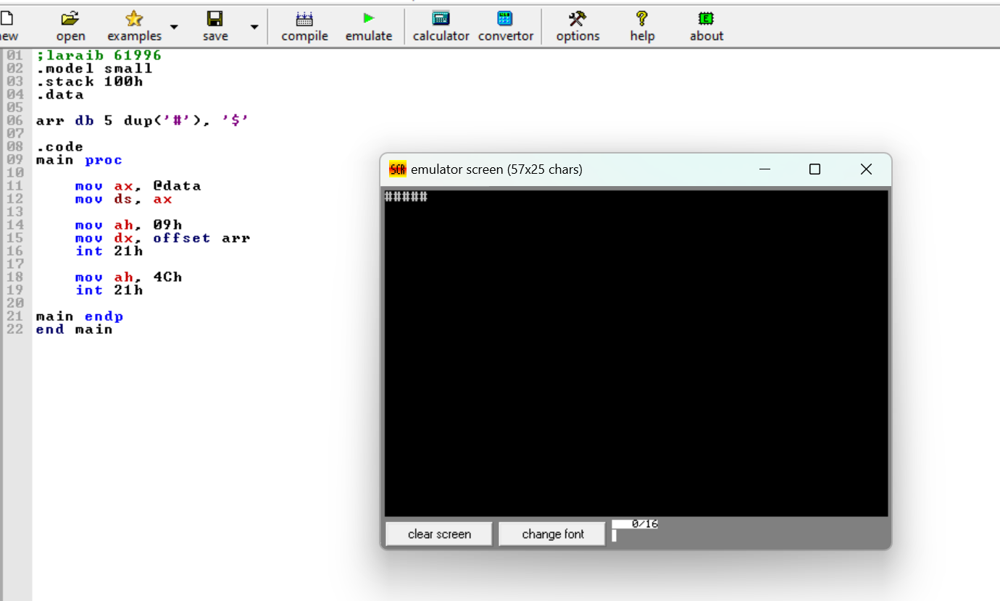 new open examples save compile emulate calculator convertor options help about
01 ;laraib 61996
02 .model small
03 .stack 100h
04 .data
05
06 arr db 5 dup('#'), '$'
07
08 .code
09 main proc
10
11 mov ax, @data
12 mov ds, ax
13
14 mov ah, 09h
15 mov dx, offset arr
16 int 21h
17
18 mov ah, 4Ch
19 int 21h
20
21 main endp
22 end main
SCR emulator screen (57x25 chars)
#####
clear screen change font 0/16